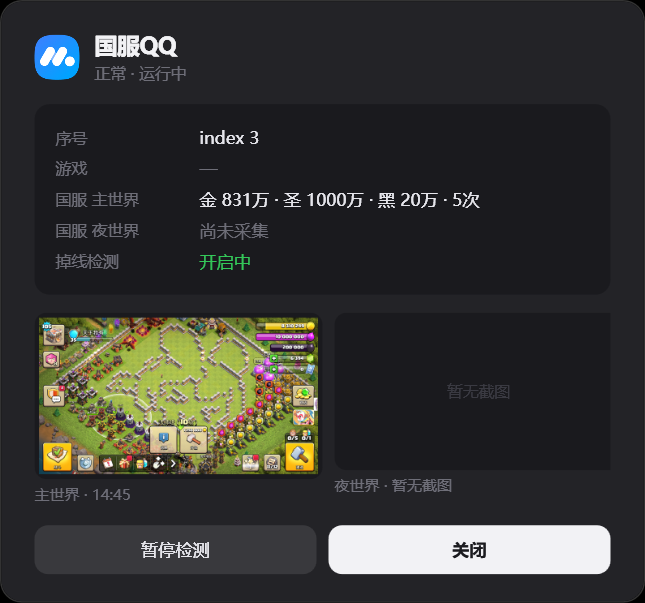 国服QQ
正常 · 运行中
序号 index 3
游戏 —
国服 主世界 金 831万 · 圣 1000万 · 黑 20万 · 5次
国服 夜世界 尚未采集
掉线检测 开启中
暂无截图
主世界 · 14:45
夜世界 · 暂无截图
暂停检测
关闭